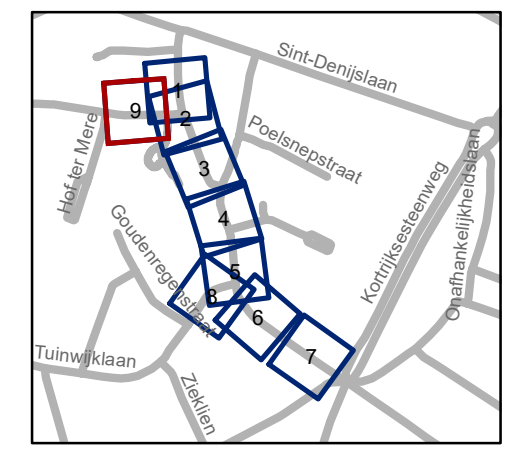 Sint-Denijslaan
1
9
2
Poelsnepstraat
Hof ter Mere
3
Kortrijksesteenweg
Onafhankelijkheidslaan
4
Goudenregenstraat
5
8
6
Tuinwijklaan
7
Zieklien